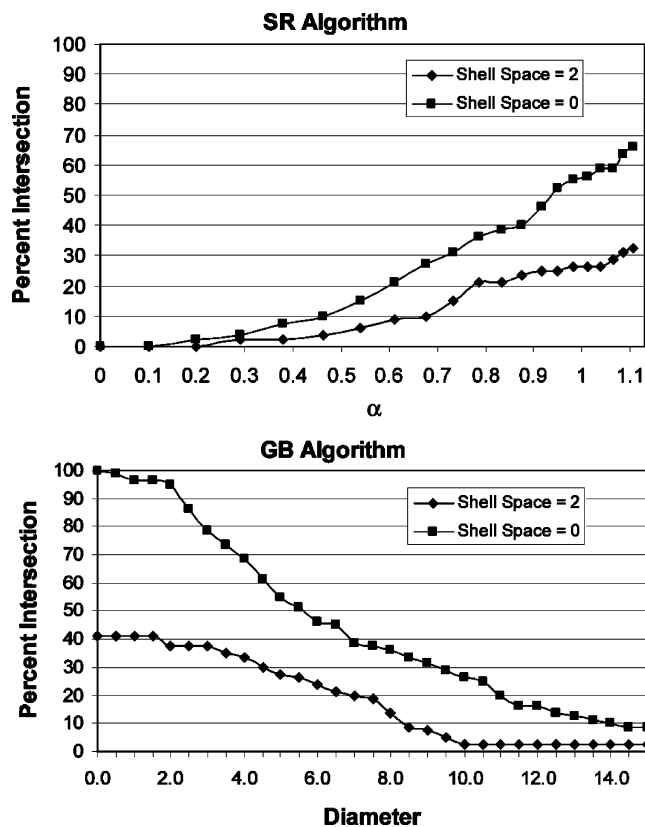 SR Algorithm
Percent Intersection
100
90
80
70
60
50
40
30
20
10
0
Shell Space = 2
Shell Space = 0
0 0.1 0.2 0.3 0.4 0.5 0.6 0.7 0.8 0.9 1 1.1
α
GB Algorithm
Percent Intersection
100
90
80
70
60
50
40
30
20
10
0
Shell Space = 2
Shell Space = 0
0.0 2.0 4.0 6.0 8.0 10.0 12.0 14.0
Diameter